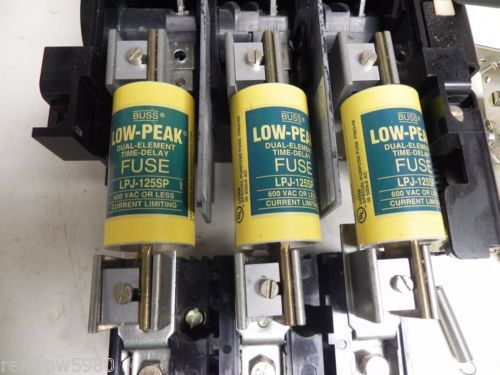 BUSS®
LOW-PEAK®
DUAL-ELEMENT
TIME-DELAY
FUSE
LPJ-125SP
600 VAC OR LESS
CURRENT LIMITING
BUSS®
LOW-PEAK
DUAL-ELEMENT
TIME-DELAY
FUSE
LPJ-125SP
600 VAC OR LESS
CURRENT LIMITING
BUSS®
LOW-PEAK
DUAL-ELEMENT
TIME-DELAY
FUSE
LPJ-125SP
600 VAC OR LESS
CURRENT LIMITING
renfrow5980